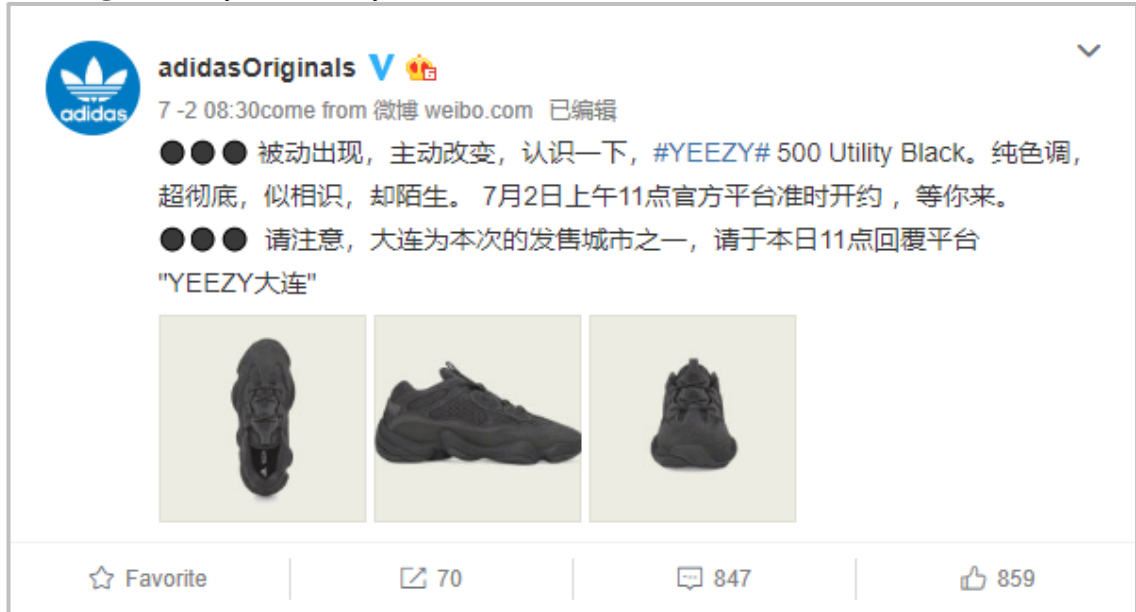 adidasOriginals
adidas
7 -2 08:30come from 微博 weibo.com 已编辑
●●● 被动出现，主动改变，认识一下，#YEEZY# 500 Utility Black。纯色调，
超彻底，似相识，却陌生。 7月2日上午11点官方平台准时开约 ，等你来。
●●● 请注意，大连为本次的发售城市之一，请于本日11点回覆平台
"YEEZY大连"
Favorite
70
847
859